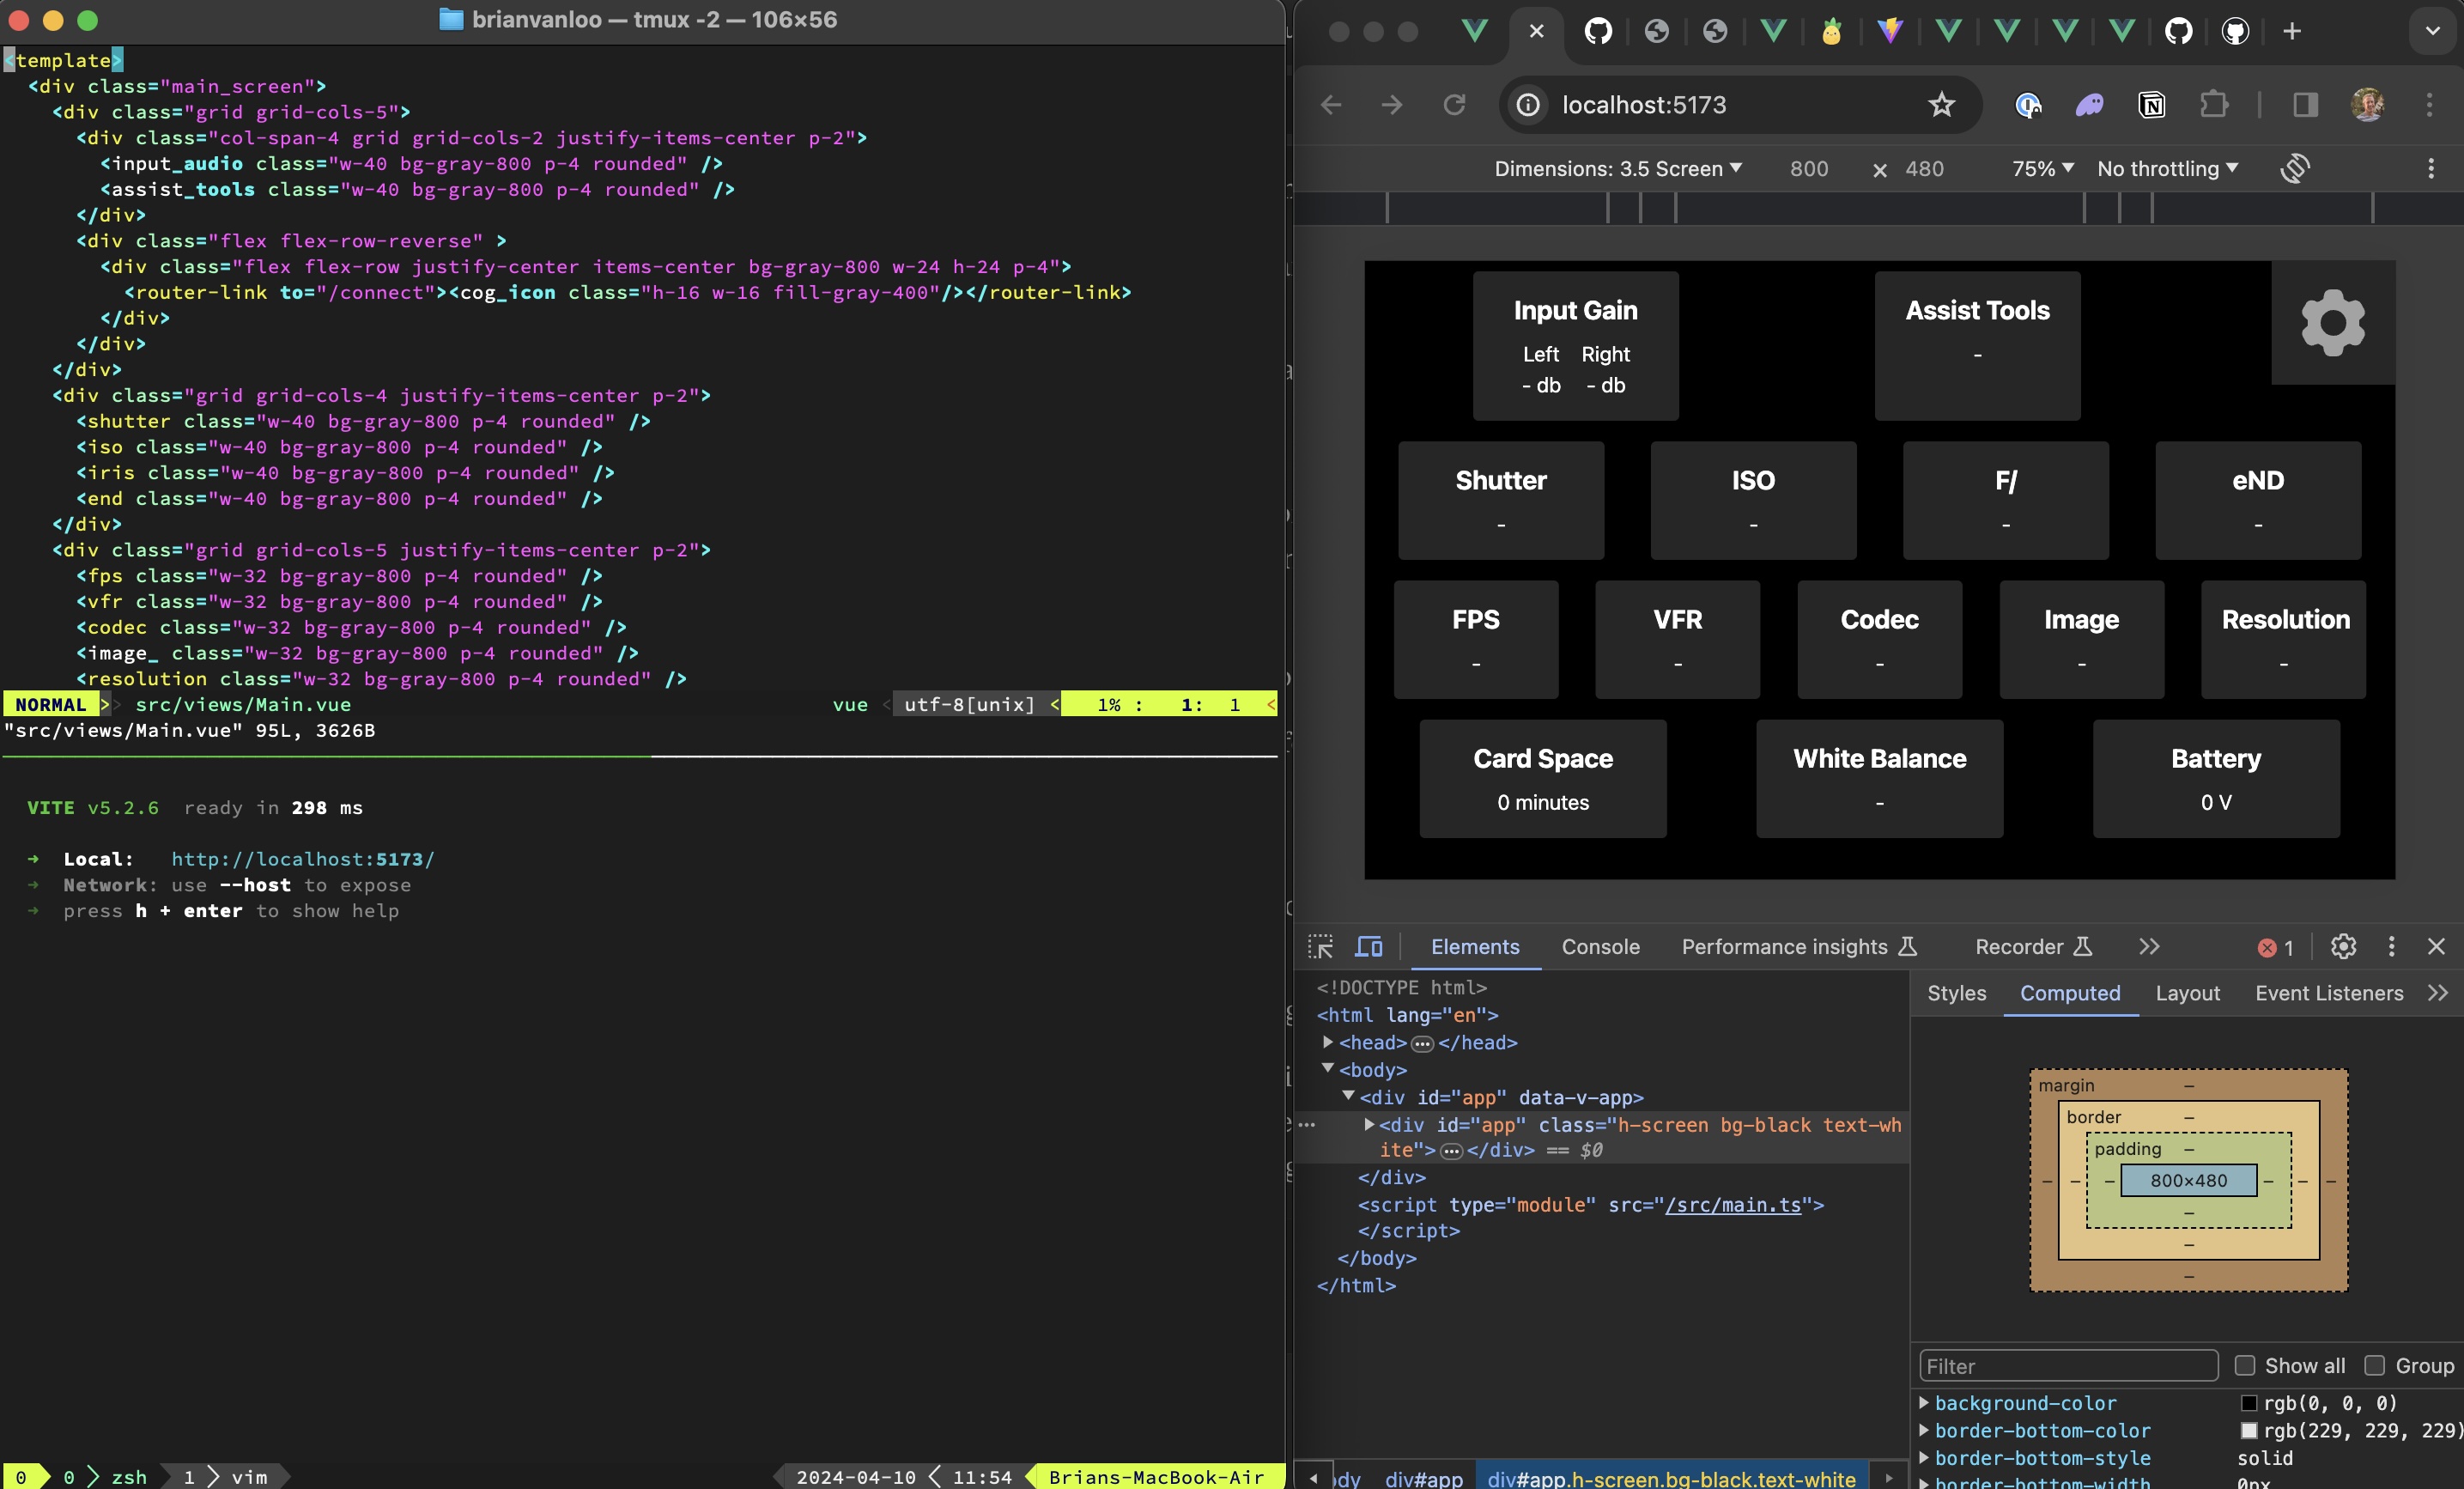 brianvanloo — tmux -2 — 106×56
<template>
<div class="main_screen">
<div class="grid grid-cols-5">
<div class="col-span-4 grid grid-cols-2 justify-items-center p-2">
<input_audio class="w-40 bg-gray-800 p-4 rounded" />
<assist_tools class="w-40 bg-gray-800 p-4 rounded" />
</div>
<div class="flex flex-row-reverse" >
<div class="flex flex-row justify-center items-center bg-gray-800 w-24 h-24 p-4">
<router-link to="/connect"><cog_icon class="h-16 w-16 fill-gray-400"/></router-link>
</div>
</div>
</div>
<div class="grid grid-cols-4 justify-items-center p-2">
<shutter class="w-40 bg-gray-800 p-4 rounded" />
<iso class="w-40 bg-gray-800 p-4 rounded" />
<iris class="w-40 bg-gray-800 p-4 rounded" />
<end class="w-40 bg-gray-800 p-4 rounded" />
</div>
<div class="grid grid-cols-5 justify-items-center p-2">
<fps class="w-32 bg-gray-800 p-4 rounded" />
<vfr class="w-32 bg-gray-800 p-4 rounded" />
<codec class="w-32 bg-gray-800 p-4 rounded" />
<image_ class="w-32 bg-gray-800 p-4 rounded" />
<resolution class="w-32 bg-gray-800 p-4 rounded" />
NORMAL > > src/views/Main.vue vue < utf-8[unix] < 1% : 1: 1 <
"src/views/Main.vue" 95L, 3626B
VITE v5.2.6 ready in 298 ms
➜ Local: http://localhost:5173/
➜ Network: use --host to expose
➜ press h + enter to show help
0 0 zsh 1 vim 2024-04-10 11:54 Brians-MacBook-Air
localhost:5173
Dimensions: 3.5 Screen 800 × 480 75% No throttling
Input Gain
Left Right
- db - db
Assist Tools
-
Shutter
-
ISO
-
F/
-
eND
-
FPS
-
VFR
-
Codec
-
Image
-
Resolution
-
Card Space
0 minutes
White Balance
-
Battery
0 V
Elements Console Performance insights Recorder 1
<!DOCTYPE html>
<html lang="en">
<head> ••• </head>
<body>
<div id="app" data-v-app>
••• <div id="app" class="h-screen bg-black text-wh
ite"> ••• </div> == $0
</div>
<script type="module" src="/src/main.ts">
</script>
</body>
</html>
dy div#app div#app.h-screen.bg-black.text-white
Styles Computed Layout Event Listeners
margin –
border –
padding –
– – – 800×480 – – –
–
–
–
Filter Show all Group
background-color rgb(0, 0, 0)
border-bottom-color rgb(229, 229, 229)
border-bottom-style solid
border-bottom-width 0px